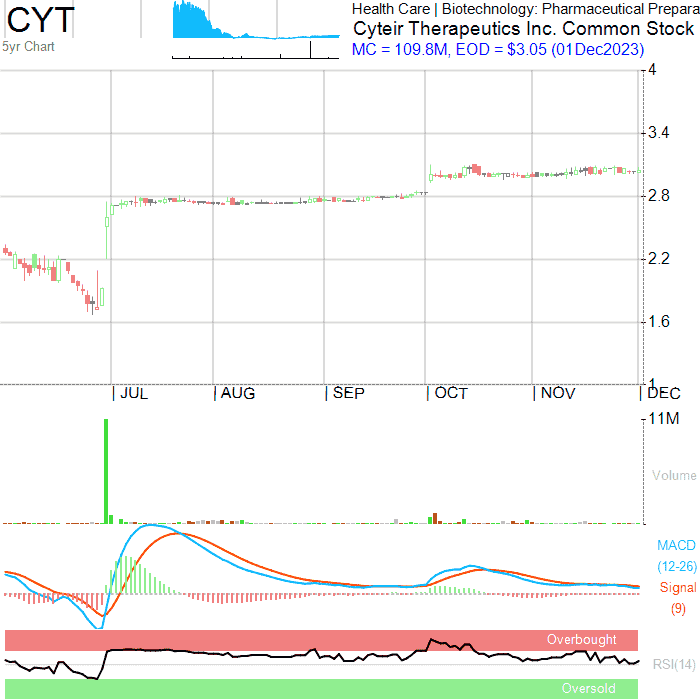 CYT
5yr Chart
Health Care | Biotechnology: Pharmaceutical Prepara
Cyteir Therapeutics Inc. Common Stock
MC = 109.8M, EOD = $3.05 (01Dec2023)
4
3.4
2.8
2.2
1.6
1
JUL AUG SEP OCT NOV DEC
11M
Volume
MACD
(12-26)
Signal
(9)
Overbought
RSI(14)
Oversold